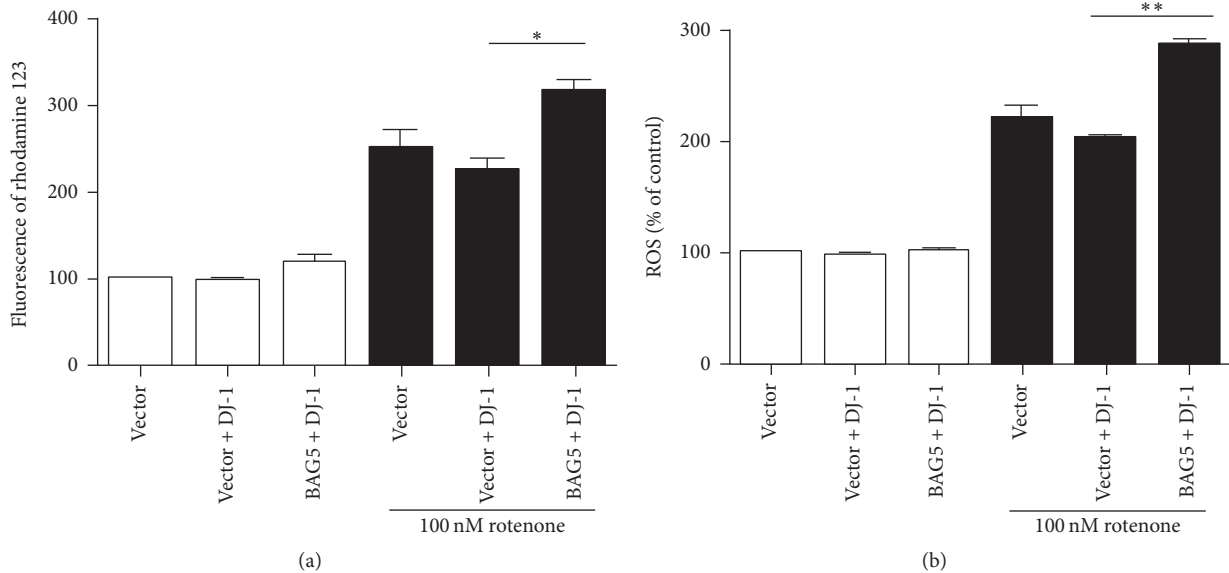 Fluorescence of rhodamine 123
400
300
200
100
0
*
Vector
Vector + DJ-1
BAG5 + DJ-1
Vector
Vector + DJ-1
BAG5 + DJ-1
100 nM rotenone
(a)
ROS (% of control)
300
200
100
0
**
Vector
Vector + DJ-1
BAG5 + DJ-1
Vector
Vector + DJ-1
BAG5 + DJ-1
100 nM rotenone
(b)